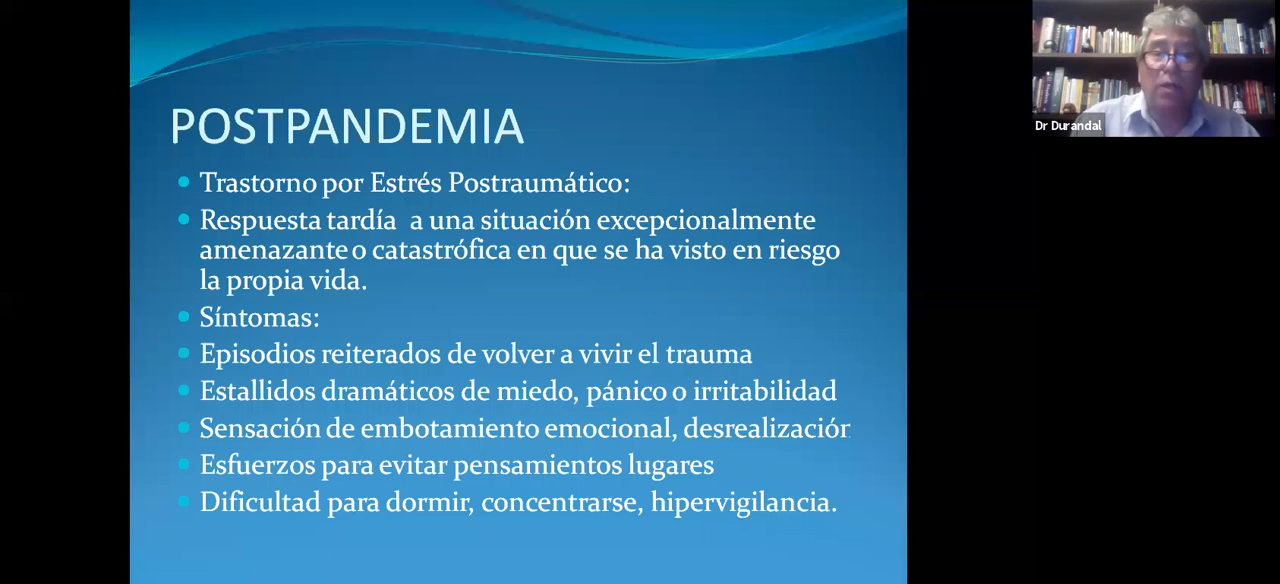 POSTPANDEMIA
Trastorno por Estrés Postraumático:
Respuesta tardía a una situación excepcionalmente
amenazante o catastrófica en que se ha visto en riesgo
la propia vida.
Síntomas:
Episodios reiterados de volver a vivir el trauma
Estallidos dramáticos de miedo, pánico o irritabilidad
Sensación de embotamiento emocional, desrealización
Esfuerzos para evitar pensamientos lugares
Dificultad para dormir, concentrarse, hipervigilancia.
Dr Durandal